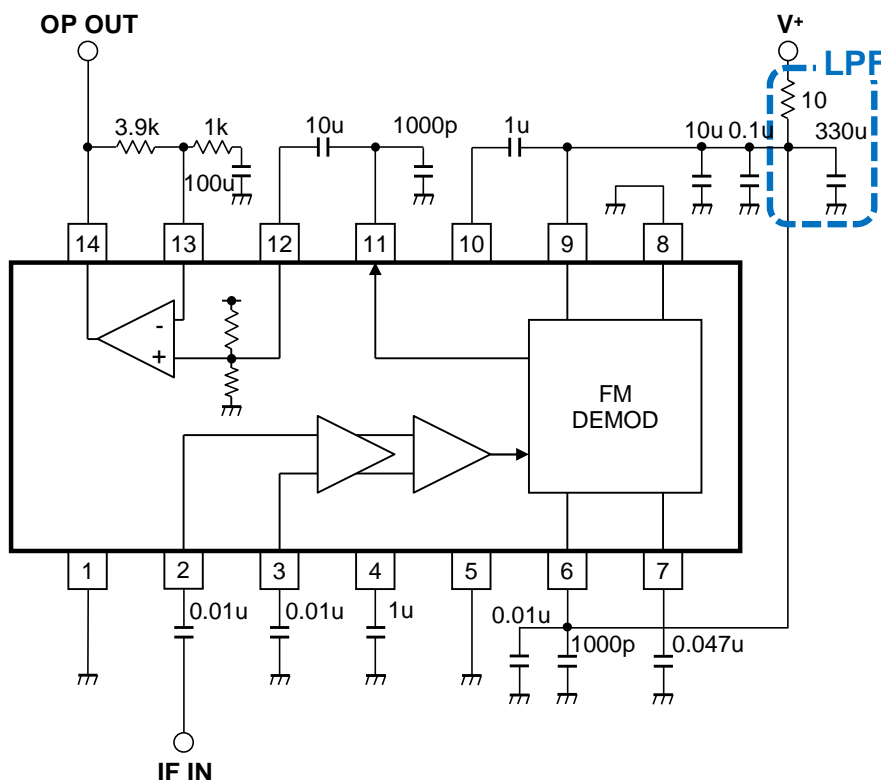 OP OUT
V+
LPF
10
3.9k
1k
10u
1000p
1u
10u
0.1u
330u
100u
14
13
12
11
10
9
8
-
+
FM
DEMOD
1
2
3
4
5
6
7
0.01u
0.01u
1u
0.01u
1000p
0.047u
IF IN